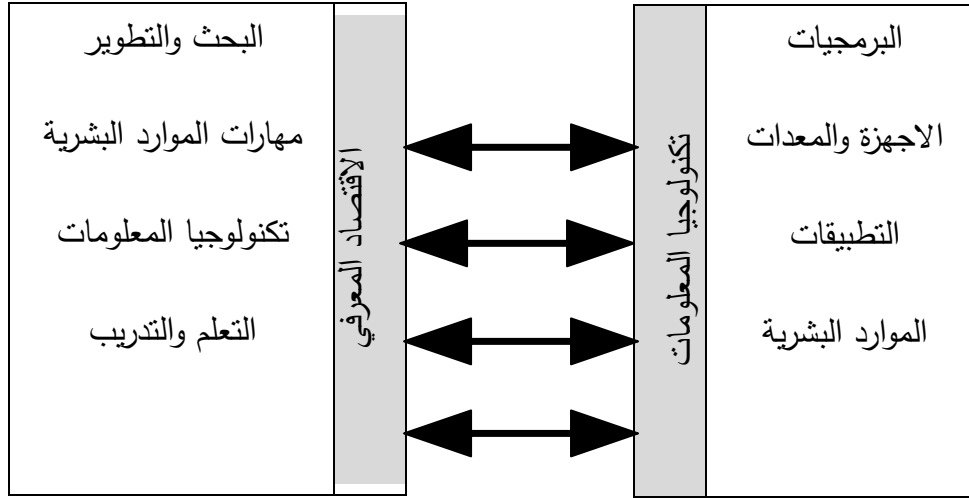 البرمجيات
الاجهزة والمعدات
التطبيقات
الموارد البشرية
تكنولوجيا المعلومات
الاقتصاد المعرفي
البحث والتطوير
مهارات الموارد البشرية
تكنولوجيا المعلومات
التعلم والتدريب